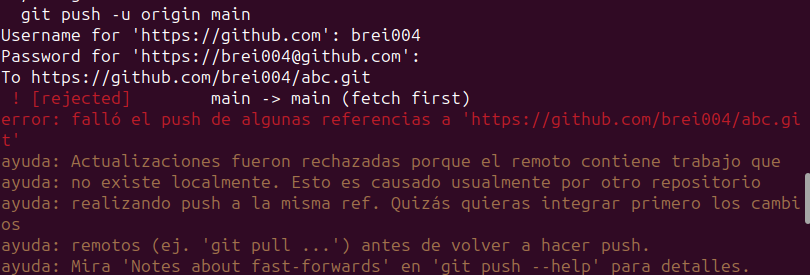 git push -u origin main
Username for 'https://github.com': brei004
Password for 'https://brei004@github.com':
To https://github.com/brei004/abc.git
! [rejected]        main -> main (fetch first)
error: falló el push de algunas referencias a 'https://github.com/brei004/abc.gi
t'
ayuda: Actualizaciones fueron rechazadas porque el remoto contiene trabajo que
ayuda: no existe localmente. Esto es causado usualmente por otro repositorio
ayuda: realizando push a la misma ref. Quizás quieras integrar primero los cambi
os
ayuda: remotos (ej. 'git pull ...') antes de volver a hacer push.
ayuda: Mira 'Notes about fast-forwards' en 'git push --help' para detalles.